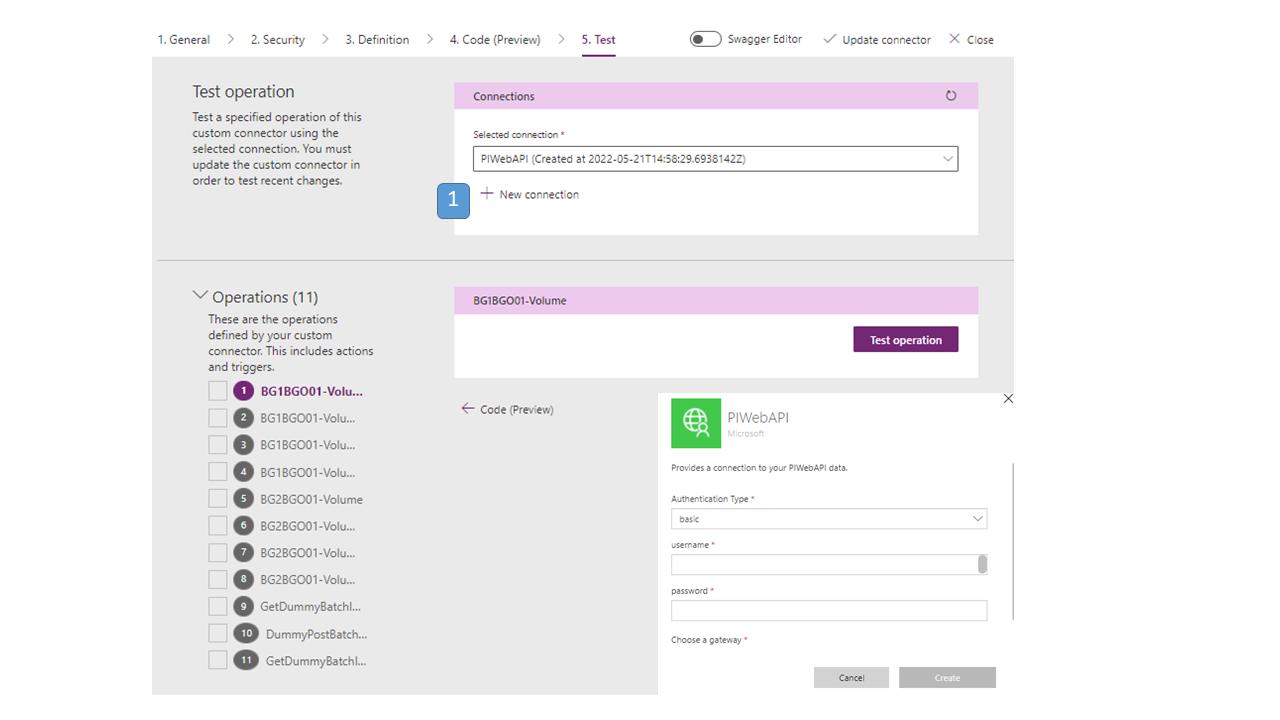 1. General
2. Security
3. Definition
4. Code (Preview)
5. Test
Swagger Editor
Update connector
Close
Test operation
Test a specified operation of this
custom connector using the
selected connection. You must
update the custom connector in
order to test recent changes.
Connections
Selected connection *
PIWebAPI (Created at 2022-05-21T14:58:29.6938142Z)
1
New connection
Operations (11)
These are the operations
defined by your custom
connector. This includes actions
and triggers.
1 BG1BGO01-Volu...
2 BG1BGO01-Volu...
3 BG1BGO01-Volu...
4 BG1BGO01-Volu...
5 BG2BGO01-Volume
6 BG2BGO01-Volu...
7 BG2BGO01-Volu...
8 BG2BGO01-Volu...
9 GetDummyBatchI...
10 DummyPostBatch...
11 GetDummyBatchI...
BG1BGO01-Volume
Test operation
Code (Preview)
PIWebAPI
Microsoft
Provides a connection to your PIWebAPI data.
Authentication Type *
basic
username *
password *
Choose a gateway *
Cancel
Create